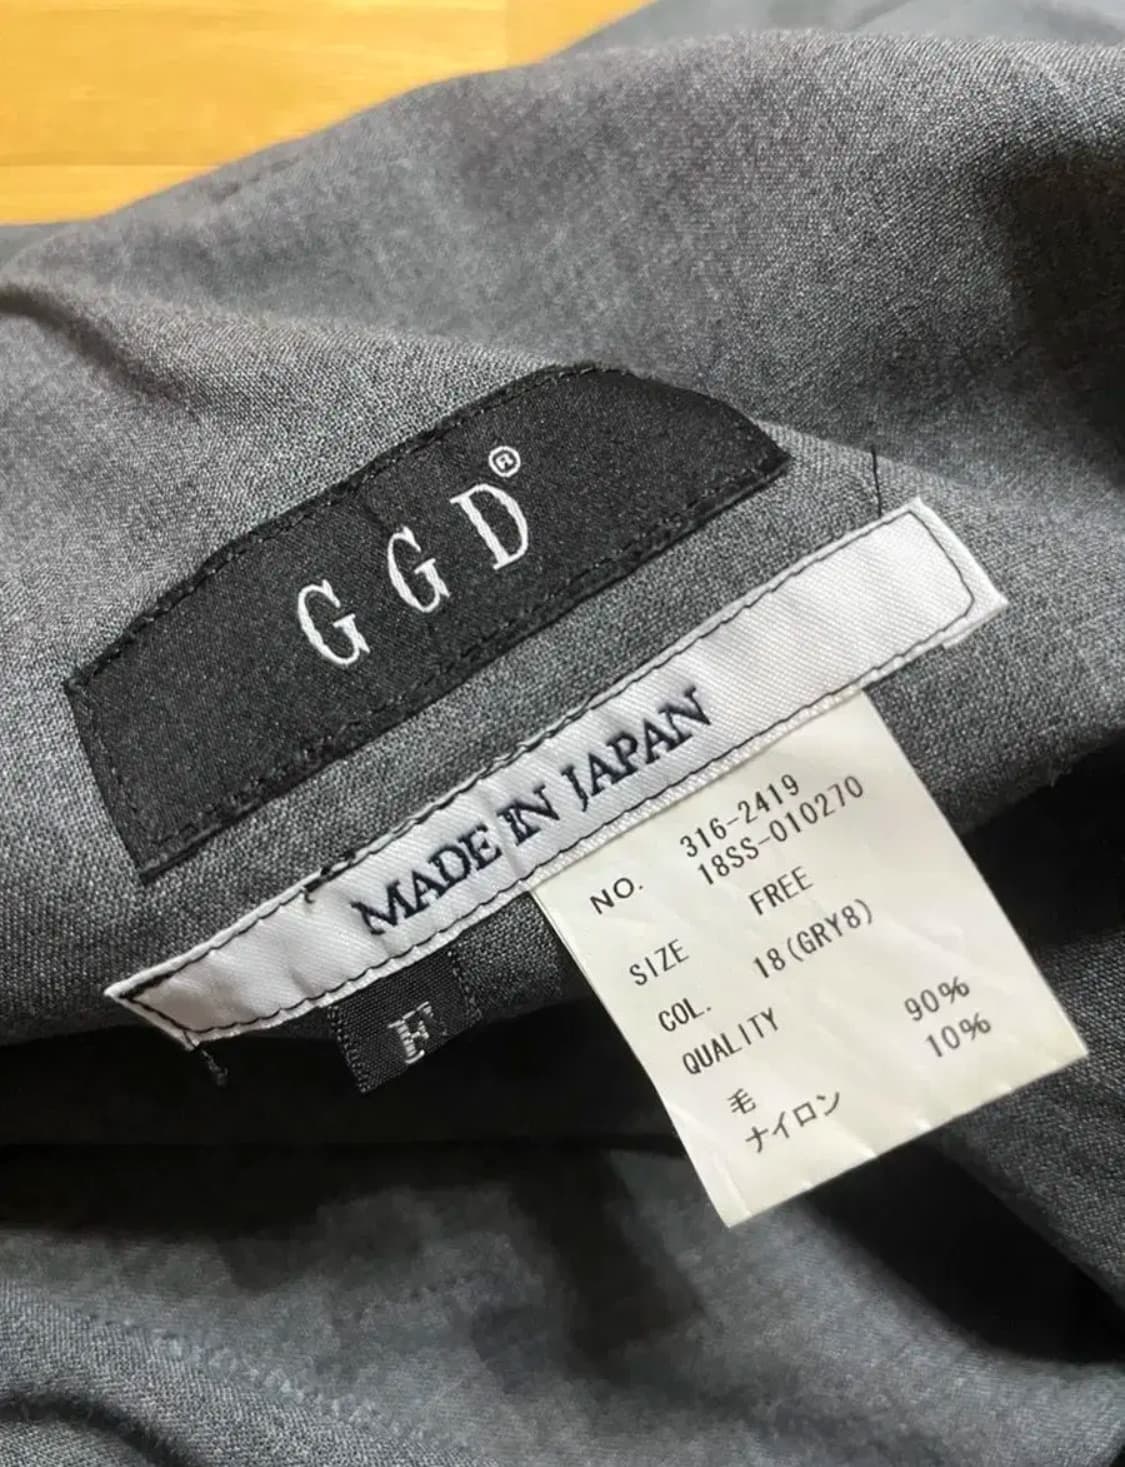 GGD®
MADE IN JAPAN
F
NO. 316-2419
18SS-010270
SIZE FREE
COL. 18(GRY8)
QUALITY
毛 90%
ナイロン 10%